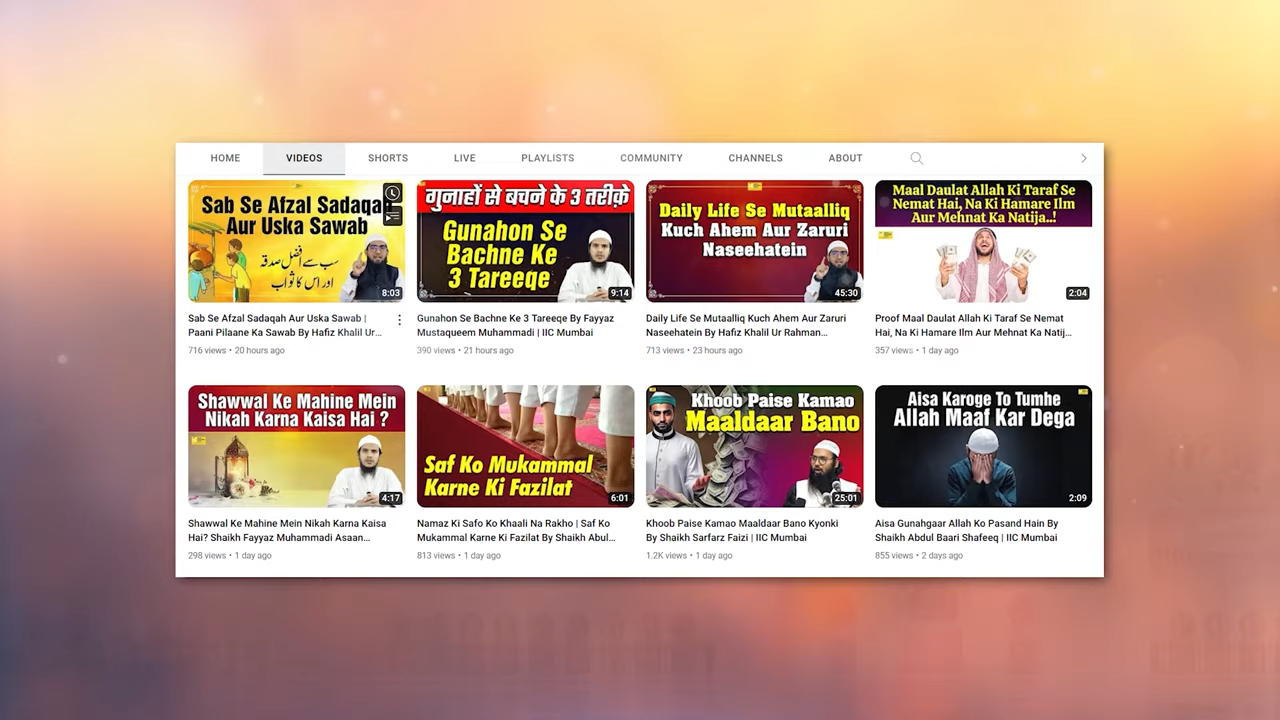 HOME VIDEOS SHORTS LIVE PLAYLISTS COMMUNITY CHANNELS ABOUT
Sab Se Afzal Sadaqah
Aur Uska Sawab
سب سے افضل صدقہ
اور اس کا ثواب
8:03
Sab Se Afzal Sadaqah Aur Uska Sawab |
Paani Pilaane Ka Sawab By Hafiz Khalil Ur...
716 views • 20 hours ago
गुनाहों से बचने के 3 तरीक़े
Gunahon Se
Bachne Ke
3 Tareeqe
9:14
Gunahon Se Bachne Ke 3 Tareeqe By Fayyaz
Mustaqueem Muhammadi | IIC Mumbai
390 views • 21 hours ago
Daily Life Se Mutaalliq
Kuch Ahem Aur Zaruri
Naseehatein
45:30
Daily Life Se Mutaalliq Kuch Ahem Aur Zaruri
Naseehatein By Hafiz Khalil Ur Rahman...
713 views • 23 hours ago
Maal Daulat Allah Ki Taraf Se
Nemat Hai, Na Ki Hamare Ilm
Aur Mehnat Ka Natija..!
2:04
Proof Maal Daulat Allah Ki Taraf Se Nemat
Hai, Na Ki Hamare Ilm Aur Mehnat Ka Natij...
357 views • 1 day ago
Shawwal Ke Mahine Mein
Nikah Karna Kaisa Hai ?
4:17
Shawwal Ke Mahine Mein Nikah Karna Kaisa
Hai? Shaikh Fayyaz Muhammadi Asaan...
298 views • 1 day ago
Saf Ko Mukammal
Karne Ki Fazilat
6:01
Namaz Ki Safo Ko Khaali Na Rakho | Saf Ko
Mukammal Karne Ki Fazilat By Shaikh Abul...
813 views • 1 day ago
Khoob Paise Kamao
Maaldaar Bano
25:01
Khoob Paise Kamao Maaldaar Bano Kyonki
By Shaikh Sarfarz Faizi | IIC Mumbai
1.2K views • 1 day ago
Aisa Karoge To Tumhe
Allah Maaf Kar Dega
2:09
Aisa Gunahgaar Allah Ko Pasand Hain By
Shaikh Abdul Baari Shafeeq | IIC Mumbai
855 views • 2 days ago